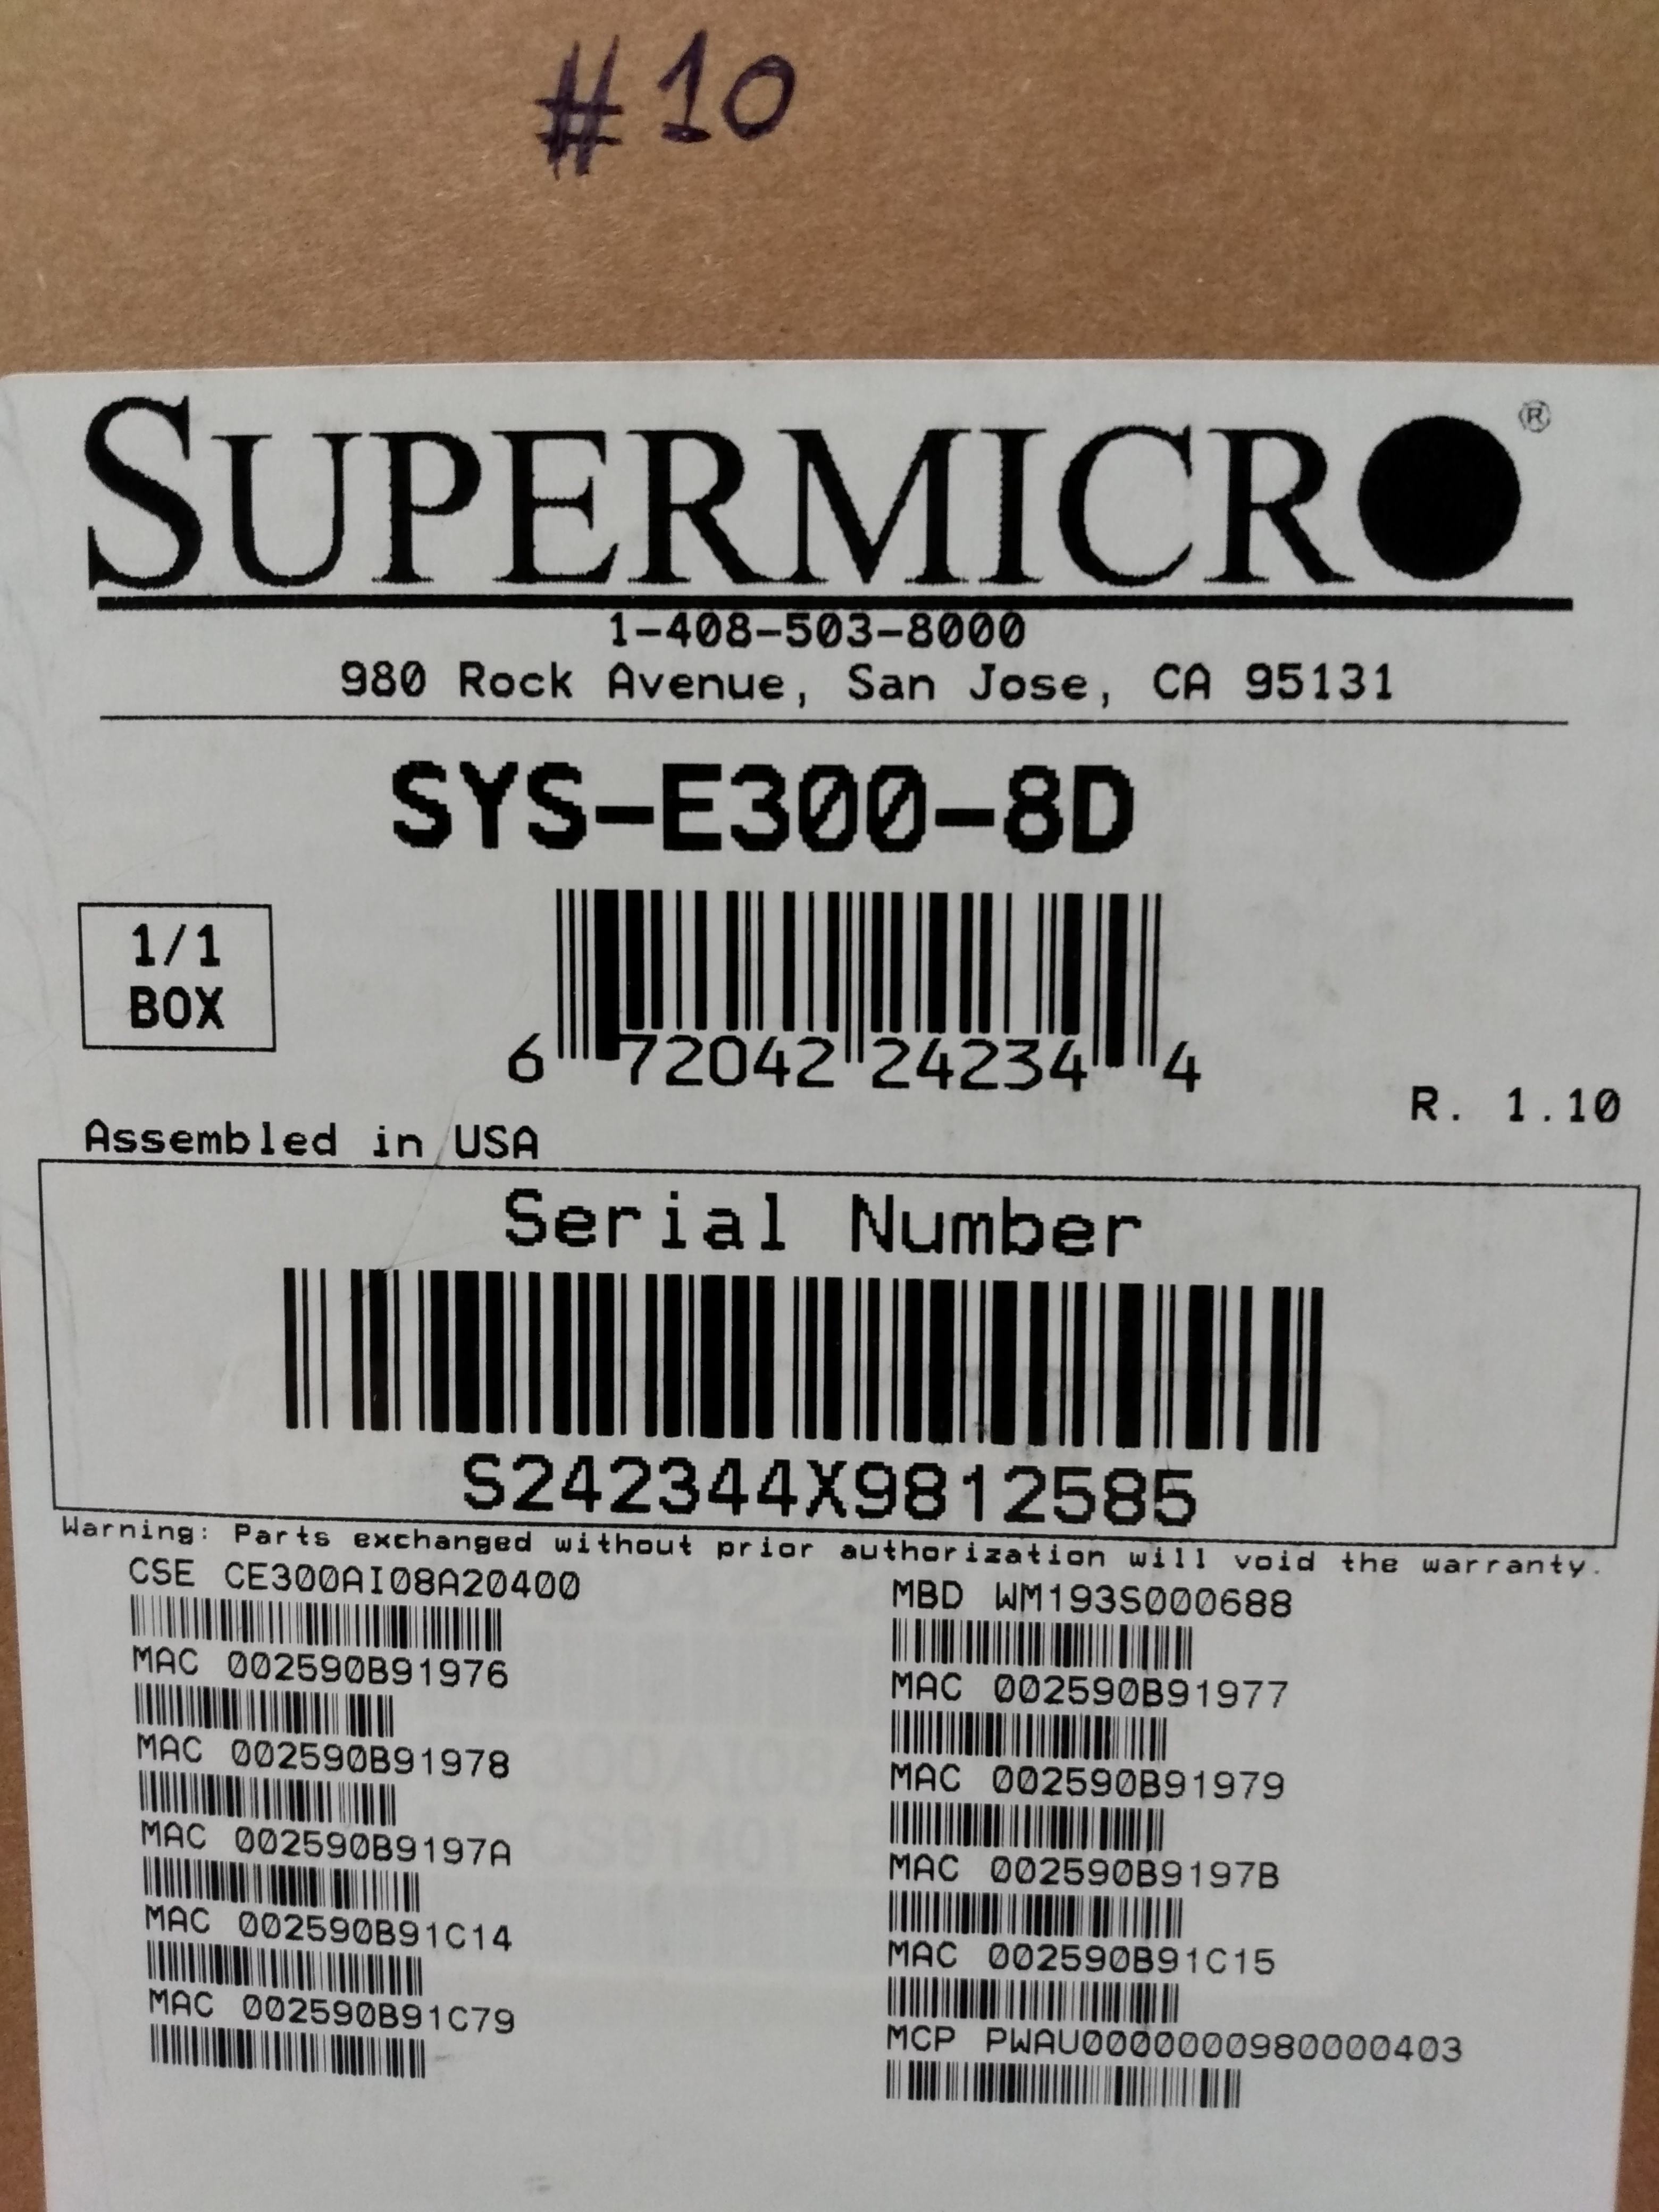 #10
SUPERMICRO®
1-408-503-8000
980 Rock Avenue, San Jose, CA 95131
SYS-E300-8D
1/1
BOX
6 72042 24234 4
R. 1.10
Assembled in USA
Serial Number
S242344X9812585
Warning: Parts exchanged without prior authorization will void the warranty.
CSE CE300AI08A20400
MBD WM193S000688
MAC 002590B91976
MAC 002590B91977
MAC 002590B91978
MAC 002590B91979
MAC 002590B9197A
MAC 002590B9197B
MAC 002590B91C14
MAC 002590B91C15
MAC 002590B91C79
MCP PWAU0000000980000403